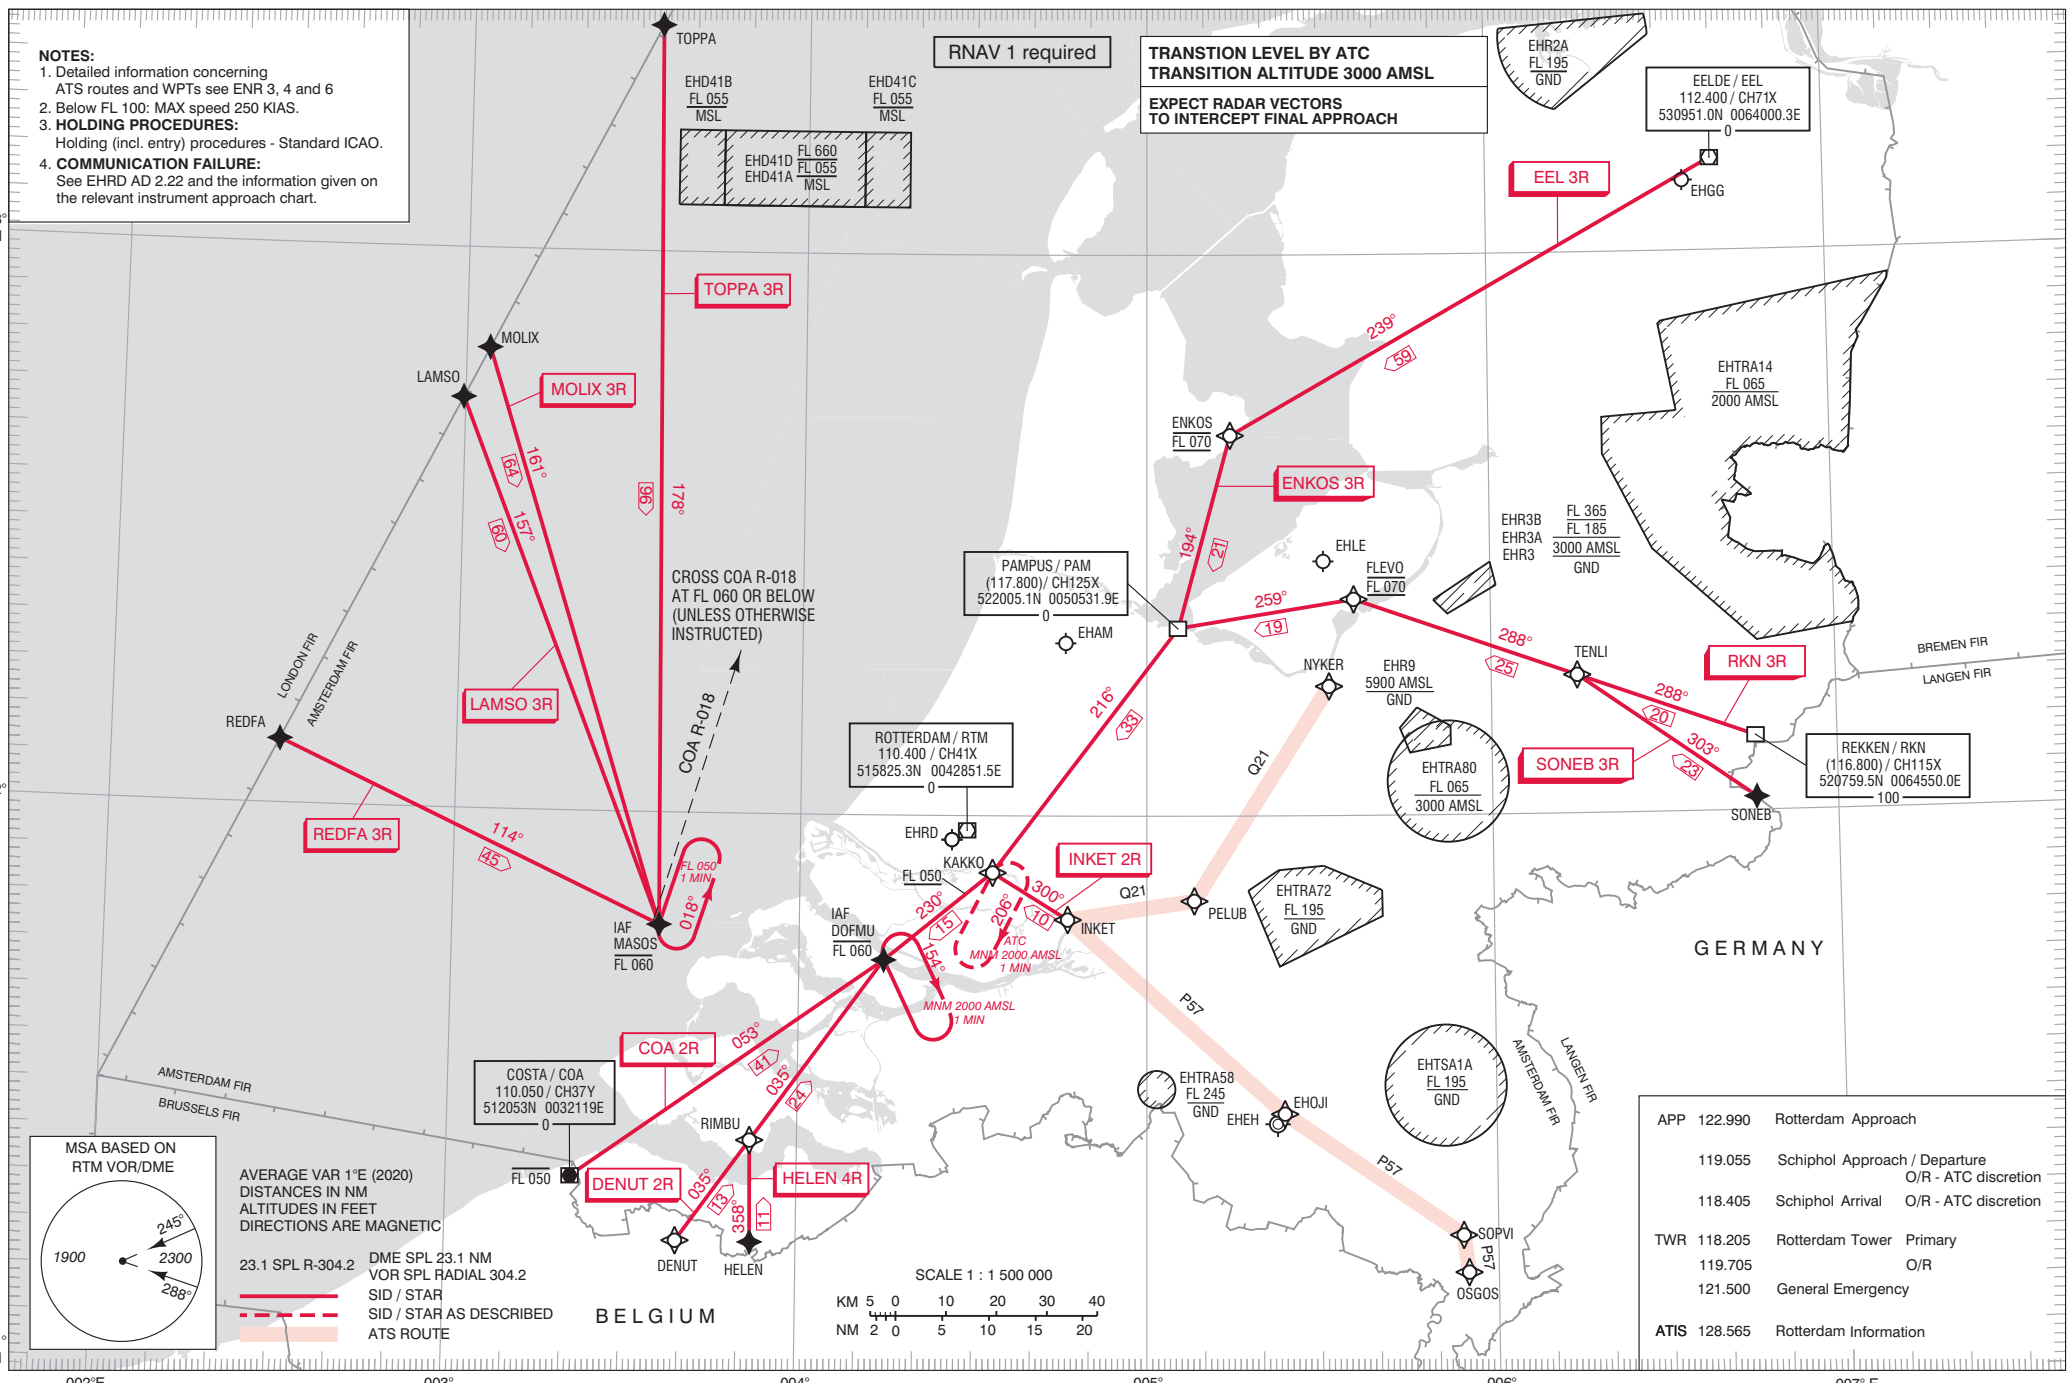 NOTES:
1. Detailed information concerning
ATS routes and WPTs see ENR 3, 4 and 6
2. Below FL 100: MAX speed 250 KIAS.
3. HOLDING PROCEDURES:
Holding (incl. entry) procedures - Standard ICAO.
4. COMMUNICATION FAILURE:
See EHRD AD 2.22 and the information given on
the relevant instrument approach chart.
TOPPA
RNAV 1 required
TRANSTION LEVEL BY ATC
TRANSITION ALTITUDE 3000 AMSL
EXPECT RADAR VECTORS
TO INTERCEPT FINAL APPROACH
EHR2A
FL 195
GND
EELDE / EEL
112.400 / CH71X
530951.0N 0064000.3E
0
EHD41B
FL 055
MSL
EHD41C
FL 055
MSL
EHD41D
EHD41A
FL 660
FL 055
MSL
EEL 3R
EHGG
TOPPA 3R
MOLIX
LAMSO
MOLIX 3R
239°
59
EHTRA14
FL 065
2000 AMSL
ENKOS
FL 070
ENKOS 3R
161°
64
157°
60
178°
96
194°
21
EHR3B
EHR3A
EHR3
FL 365
FL 185
3000 AMSL
GND
EHLE
FLEVO
FL 070
PAMPUS / PAM
(117.800) / CH125X
522005.1N 0050531.9E
0
CROSS COA R-018
AT FL 060 OR BELOW
(UNLESS OTHERWISE
INSTRUCTED)
259°
19
EHAM
288°
25
TENLI
RKN 3R
BREMEN FIR
LANGEN FIR
LONDON FIR
AMSTERDAM FIR
LAMSO 3R
NYKER
EHR9
5900 AMSL
GND
288°
20
303°
23
SONEB 3R
REKKEN / RKN
(116.800) / CH115X
520759.5N 0064550.0E
100
SONEB
REDFA
COA R-018
216°
33
ROTTERDAM / RTM
110.400 / CH41X
515825.3N 0042851.5E
0
Q21
EHTRA80
FL 065
3000 AMSL
REDFA 3R
114°
45
EHRD
KAKKO
FL 050
INKET 2R
FL 050
1 MIN
018°
IAF
MASOS
FL 060
300°
10
Q21
PELUB
INKET
EHTRA72
FL 195
GND
230°
15
206°
ATC
MNM 2000 AMSL
1 MIN
IAF
DOFMU
FL 060
154°
MNM 2000 AMSL
1 MIN
GERMANY
P57
COA 2R
053°
41
035°
24
COSTA / COA
110.050 / CH37Y
512053N 0032119E
0
AMSTERDAM FIR
BRUSSELS FIR
EHTRA58
FL 245
GND
EHOJI
EHEH
EHTSA1A
FL 195
GND
AMSTERDAM FIR
LANGEN FIR
P57
RIMBU
FL 050
DENUT 2R
HELEN 4R
035°
13
358°
11
DENUT
HELEN
SOPVI
P57
OSGOS
MSA BASED ON
RTM VOR/DME
1900
245°
2300
288°
AVERAGE VAR 1°E (2020)
DISTANCES IN NM
ALTITUDES IN FEET
DIRECTIONS ARE MAGNETIC
23.1 SPL R-304.2
DME SPL 23.1 NM
VOR SPL RADIAL 304.2
SID / STAR
SID / STAR AS DESCRIBED
ATS ROUTE
BELGIUM
SCALE 1 : 1 500 000
KM 5 0 10 20 30 40
NM 2 0 5 10 15 20
APP 122.990 Rotterdam Approach
119.055 Schiphol Approach / Departure
O/R - ATC discretion
118.405 Schiphol Arrival O/R - ATC discretion
TWR 118.205 Rotterdam Tower Primary
119.705 O/R
121.500 General Emergency
ATIS 128.565 Rotterdam Information